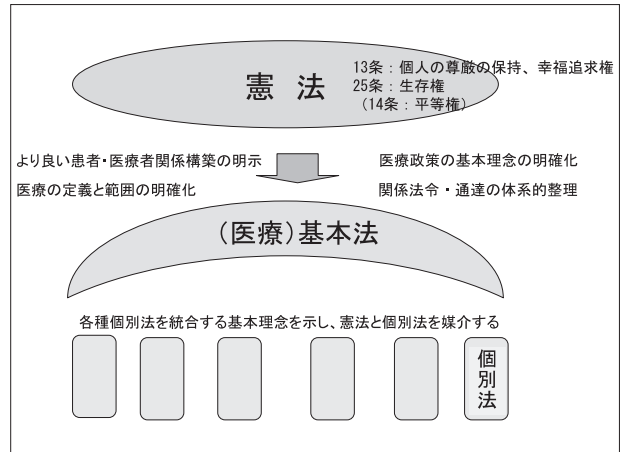 憲 法
13条：個人の尊厳の保持、幸福追求権
25条：生存権
（14条：平等権）
より良い患者・医療者関係構築の明示
医療政策の基本理念の明確化
医療の定義と範囲の明確化
関係法令・通達の体系的整理
（医療）基本法
各種個別法を統合する基本理念を示し、憲法と個別法を媒介する
個別法